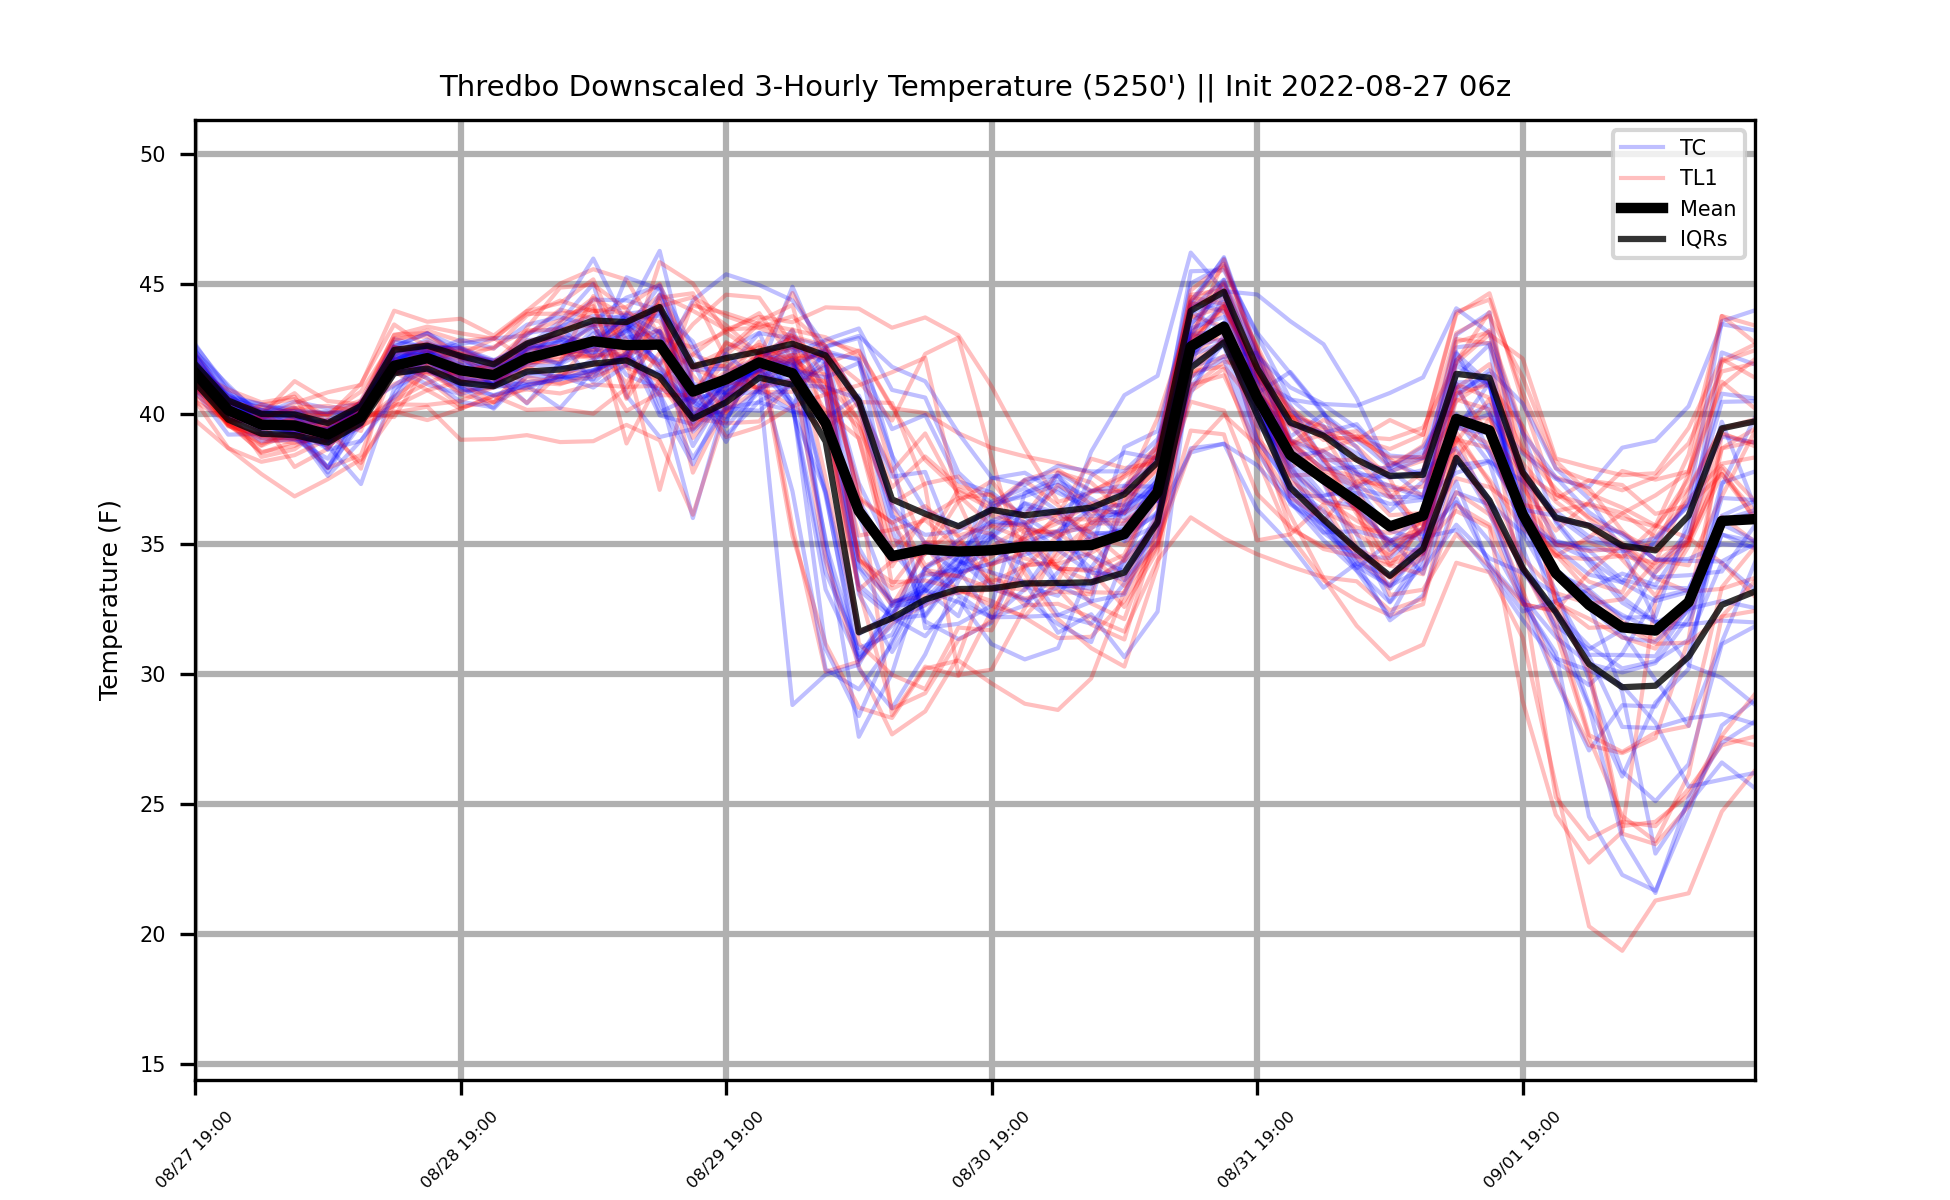 Thredbo Downscaled 3-Hourly Temperature (5250') || Init 2022-08-27 06z
TC
TL1
Mean
IQRs
Temperature (F)
50
45
40
35
30
25
20
15
08/27 19:00
08/28 19:00
08/29 19:00
08/30 19:00
08/31 19:00
09/01 19:00